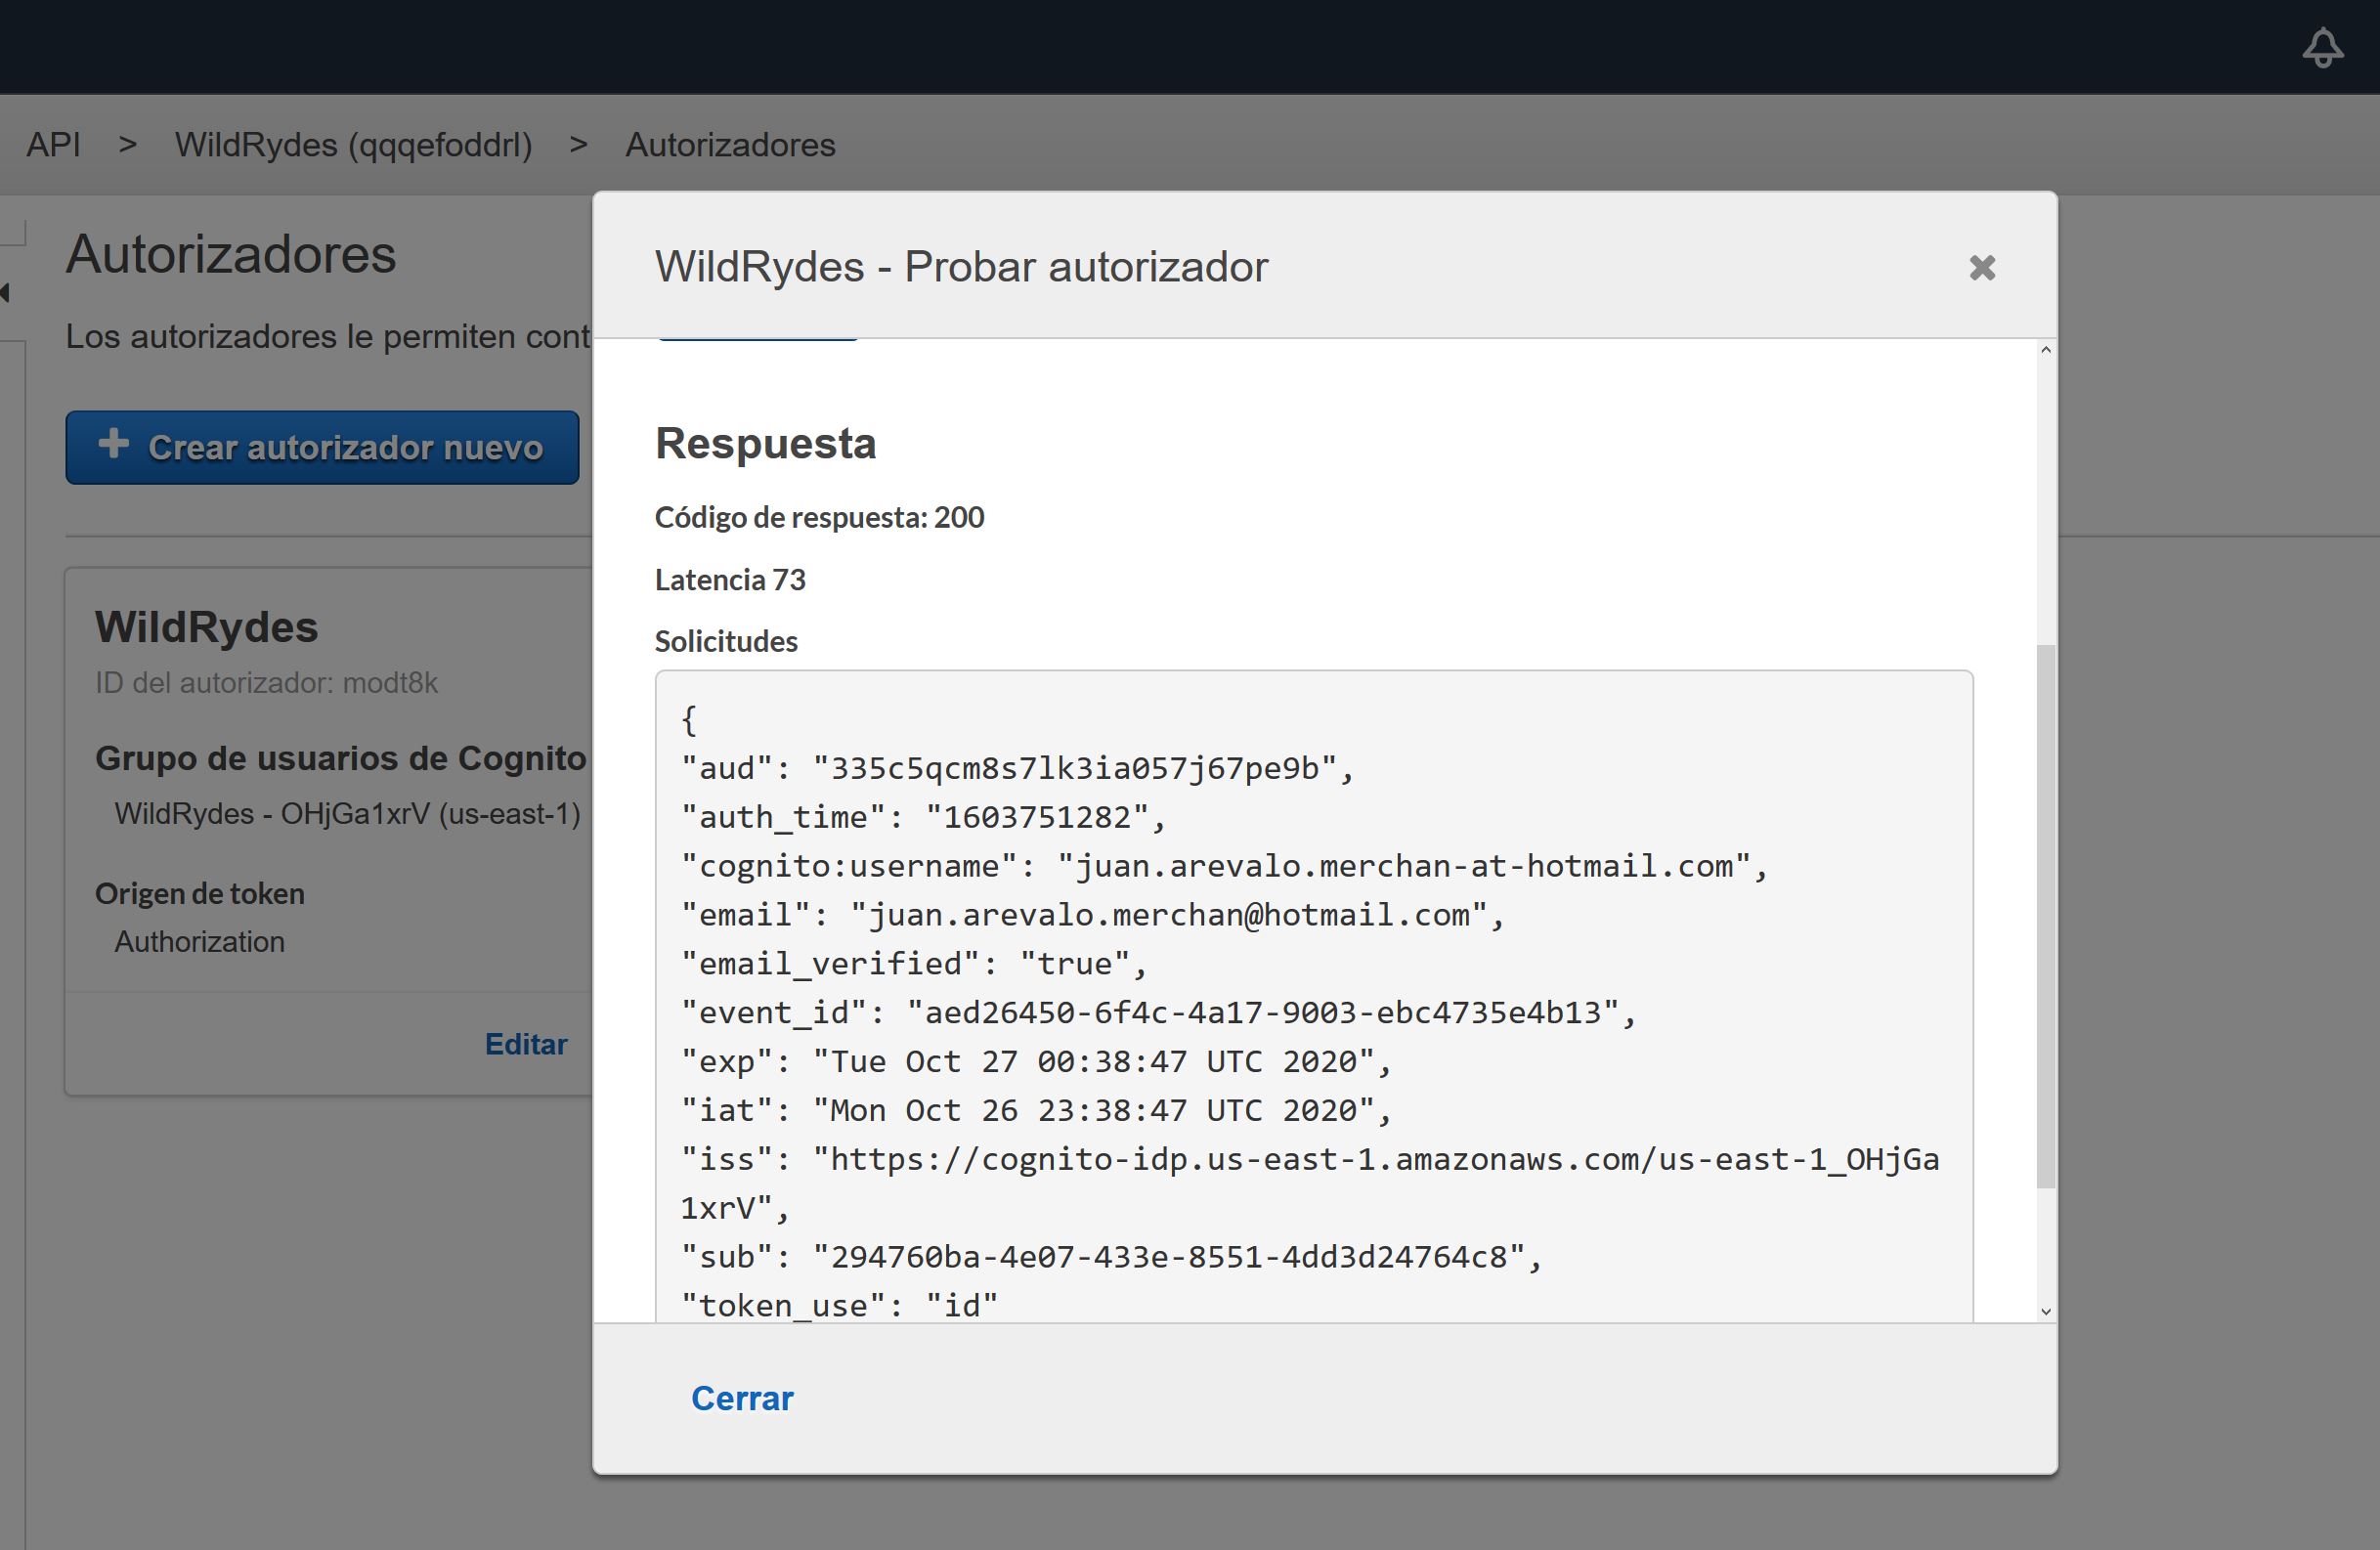 API > WildRydes (qqqefoddrl) > Autorizadores
Autorizadores
Los autorizadores le permiten cont
Crear autorizador nuevo
WildRydes
ID del autorizador: modt8k
Grupo de usuarios de Cognito
WildRydes - OHjGa1xrV (us-east-1)
Origen de token
Authorization
Editar
WildRydes - Probar autorizador
Respuesta
Código de respuesta: 200
Latencia 73
Solicitudes
{
"aud": "335c5qcm8s7lk3ia057j67pe9b",
"auth_time": "1603751282",
"cognito:username": "juan.arevalo.merchan-at-hotmail.com",
"email": "juan.arevalo.merchan@hotmail.com",
"email_verified": "true",
"event_id": "aed26450-6f4c-4a17-9003-ebc4735e4b13",
"exp": "Tue Oct 27 00:38:47 UTC 2020",
"iat": "Mon Oct 26 23:38:47 UTC 2020",
"iss": "https://cognito-idp.us-east-1.amazonaws.com/us-east-1_OHjGa
1xrV",
"sub": "294760ba-4e07-433e-8551-4dd3d24764c8",
"token_use": "id"
Cerrar